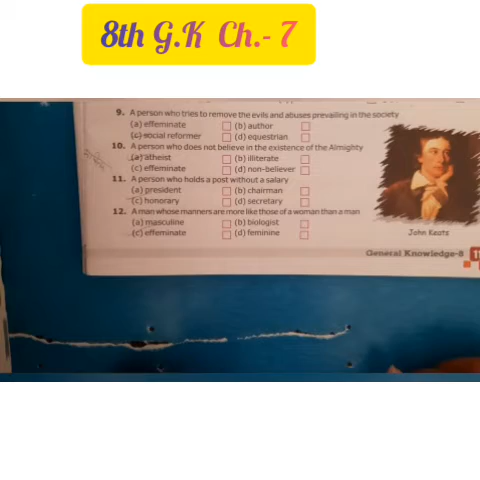 8th G.K Ch.- 7
9. A person who tries to remove the evils and abuses prevailing in the society
(a) effeminate (b) author
(c) social reformer (d) equestrian
10. A person who does not believe in the existence of the Almighty
(a) atheist (b) illiterate
(c) effeminate (d) non-believer
11. A person who holds a post without a salary
(a) president (b) chairman
(c) honorary (d) secretary
12. A man whose manners are more like those of a woman than a man
(a) masculine (b) biologist
(c) effeminate (d) feminine
John Keats
General Knowledge-8